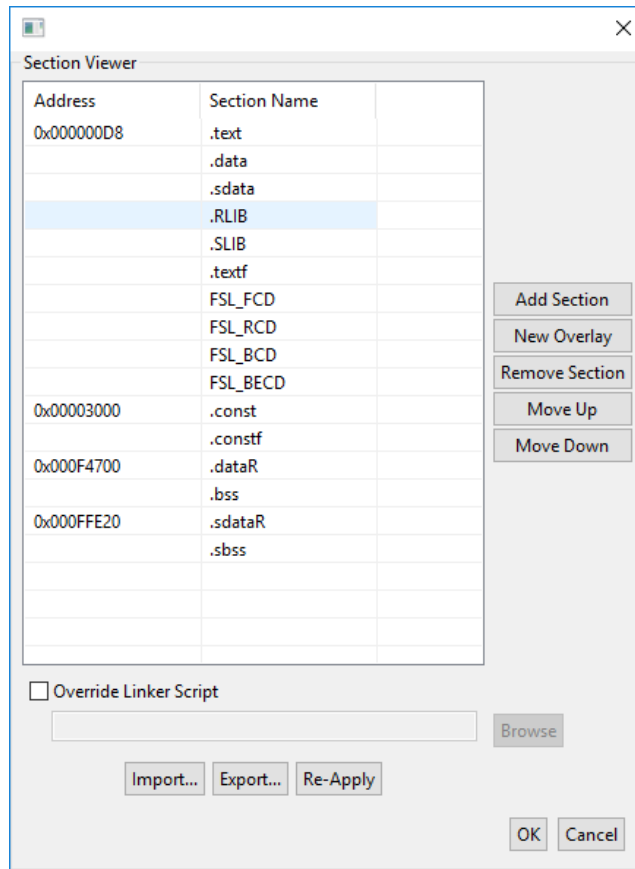 Section Viewer
Address Section Name
0x000000D8 .text
.data
.sdata
.RLIB
.SLIB
.textf
FSL_FCD
FSL_RCD
FSL_BCD
FSL_BECD
0x00003000 .const
.constf
0x000F4700 .dataR
.bss
0x000FFE20 .sdataR
.sbss
Add Section
New Overlay
Remove Section
Move Up
Move Down
Override Linker Script
Browse
Import... Export... Re-Apply
OK Cancel